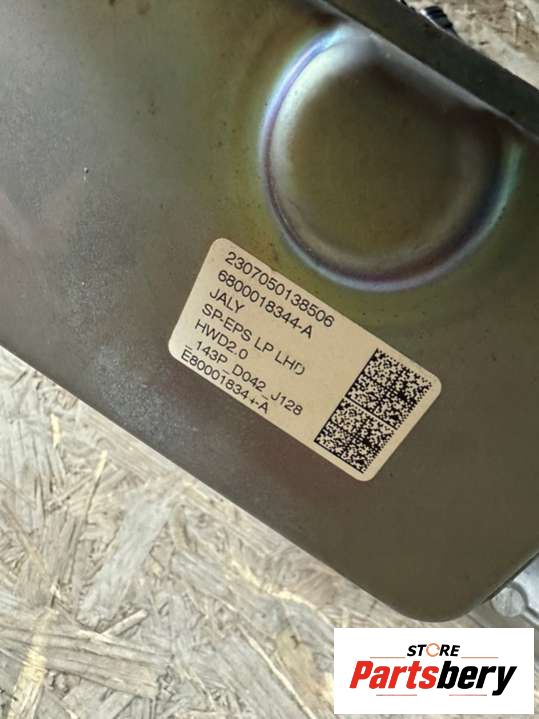 2307050138506
6800018344-A
JALY
SP-EPS LP LHD
HWD2.0
_143P_D042_J128
E80001834+-A
STORE
Partsbery